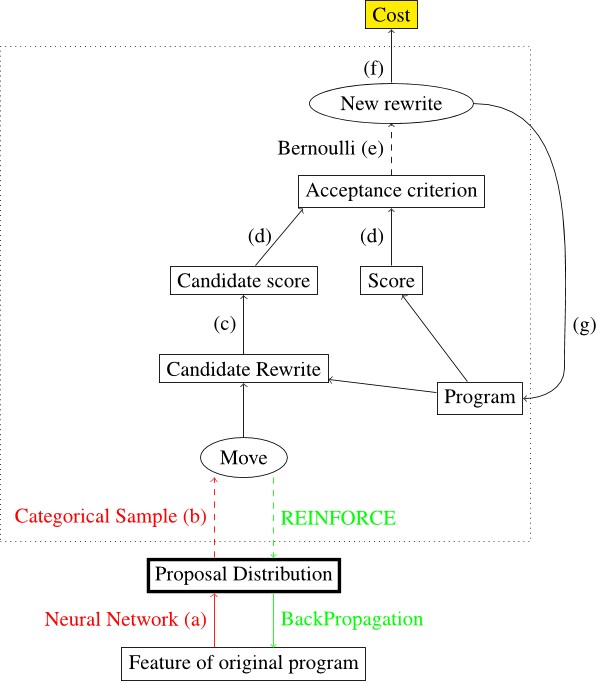 Cost
(f)
New rewrite
Bernoulli (e)
Acceptance criterion
(d)
(d)
Candidate score
Score
(c)
(g)
Candidate Rewrite
Program
Move
Categorical Sample (b)
REINFORCE
Proposal Distribution
Neural Network (a)
BackPropagation
Feature of original program